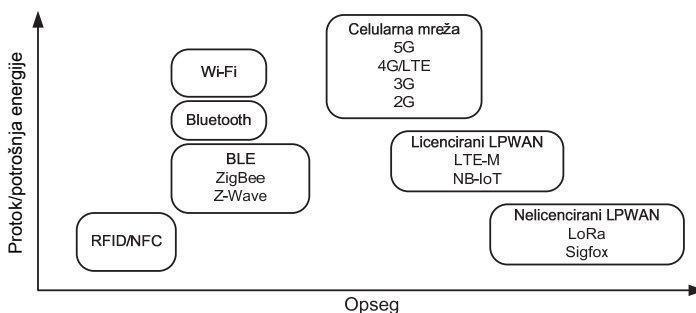 Protok/potrošnja energije
Wi-Fi
Bluetooth
BLE
ZigBee
Z-Wave
RFID/NFC
Celularna mreža
5G
4G/LTE
3G
2G
Licencirani LPWAN
LTE-M
NB-IoT
Nelicencirani LPWAN
LoRa
Sigfox
Opseg